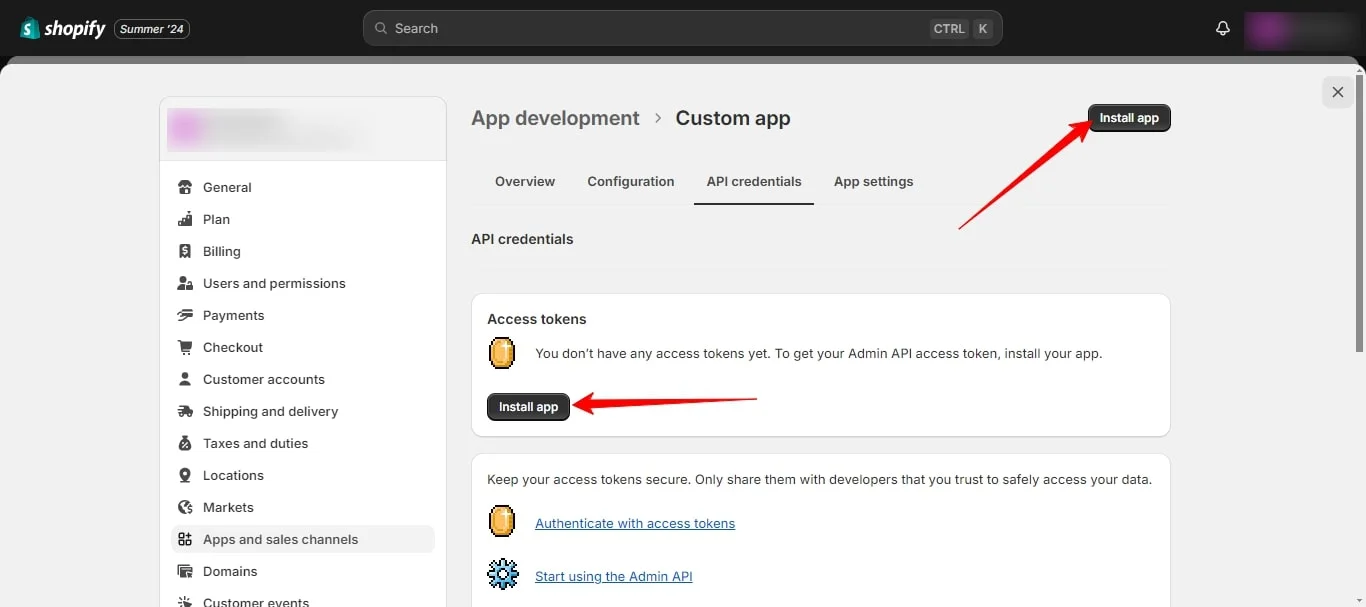 shopify Summer '24
Search CTRL K
App development > Custom app
Install app
Overview Configuration API credentials App settings
API credentials
Access tokens
You don't have any access tokens yet. To get your Admin API access token, install your app.
Install app
Keep your access tokens secure. Only share them with developers that you trust to safely access your data.
Authenticate with access tokens
Start using the Admin API
General
Plan
Billing
Users and permissions
Payments
Checkout
Customer accounts
Shipping and delivery
Taxes and duties
Locations
Markets
Apps and sales channels
Domains
Customer events